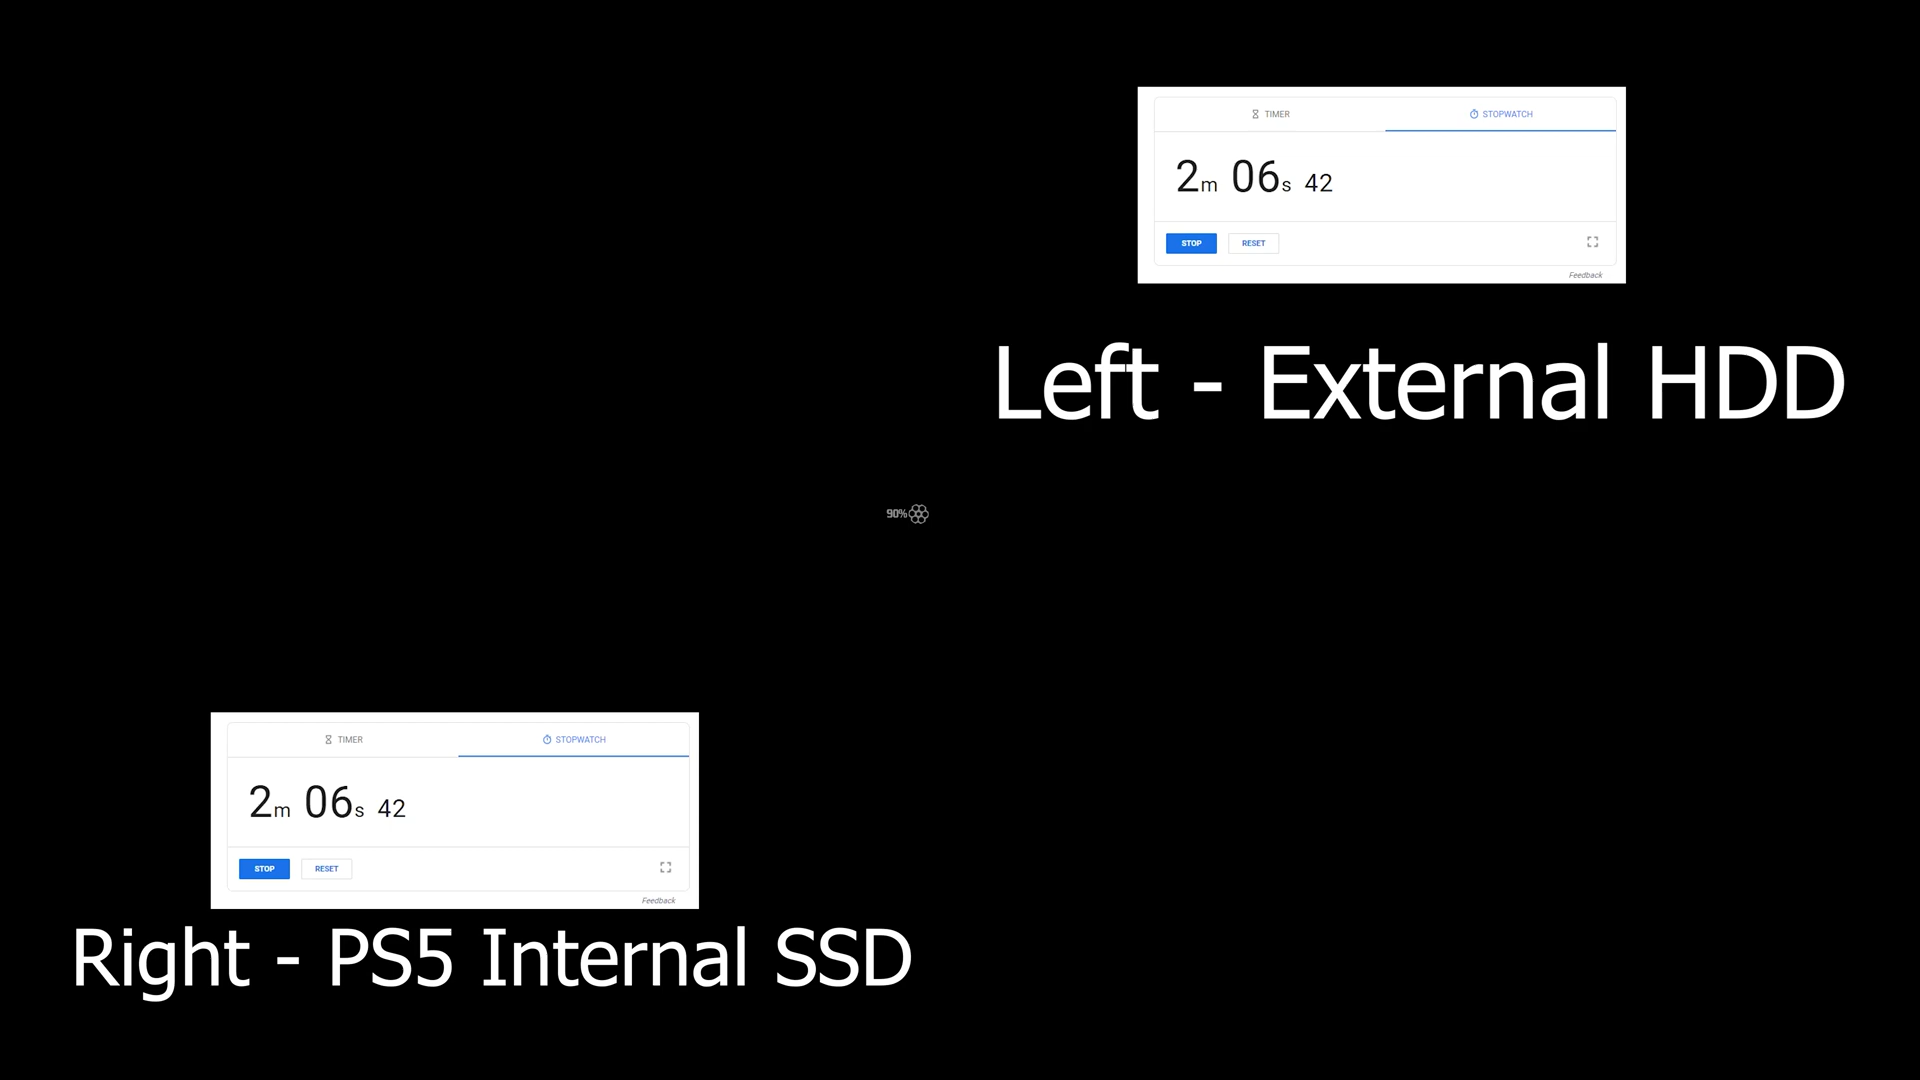 TIMER STOPWATCH
2m 06s 42
STOP RESET
Feedback
Left - External HDD
90%
TIMER STOPWATCH
2m 06s 42
STOP RESET
Feedback
Right - PS5 Internal SSD